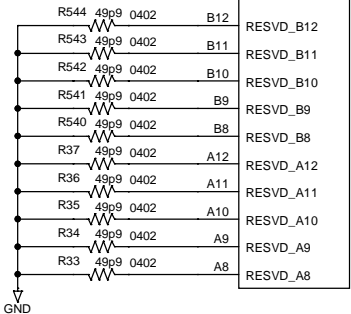 R544 49p9 0402 B12 RESVD_B12
R543 49p9 0402 B11 RESVD_B11
R542 49p9 0402 B10 RESVD_B10
R541 49p9 0402 B9 RESVD_B9
R540 49p9 0402 B8 RESVD_B8
R37 49p9 0402 A12 RESVD_A12
R36 49p9 0402 A11 RESVD_A11
R35 49p9 0402 A10 RESVD_A10
R34 49p9 0402 A9 RESVD_A9
R33 49p9 0402 A8 RESVD_A8
GND